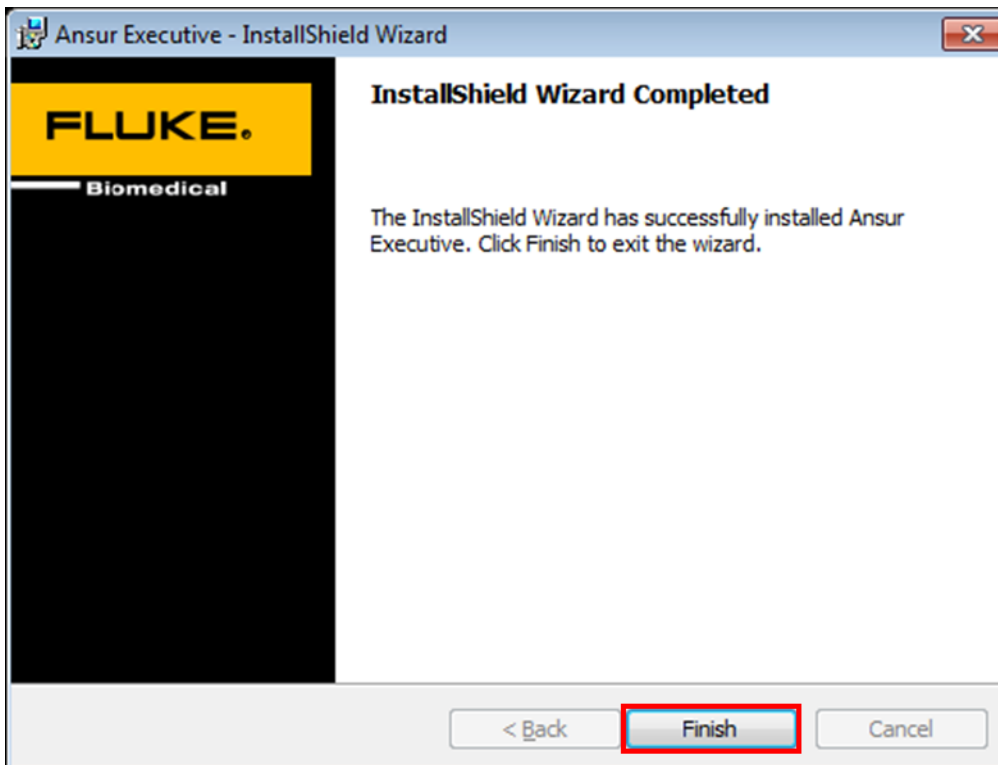 Ansur Executive - InstallShield Wizard
FLUKE.
Biomedical
InstallShield Wizard Completed
The InstallShield Wizard has successfully installed Ansur
Executive. Click Finish to exit the wizard.
< Back
Finish
Cancel